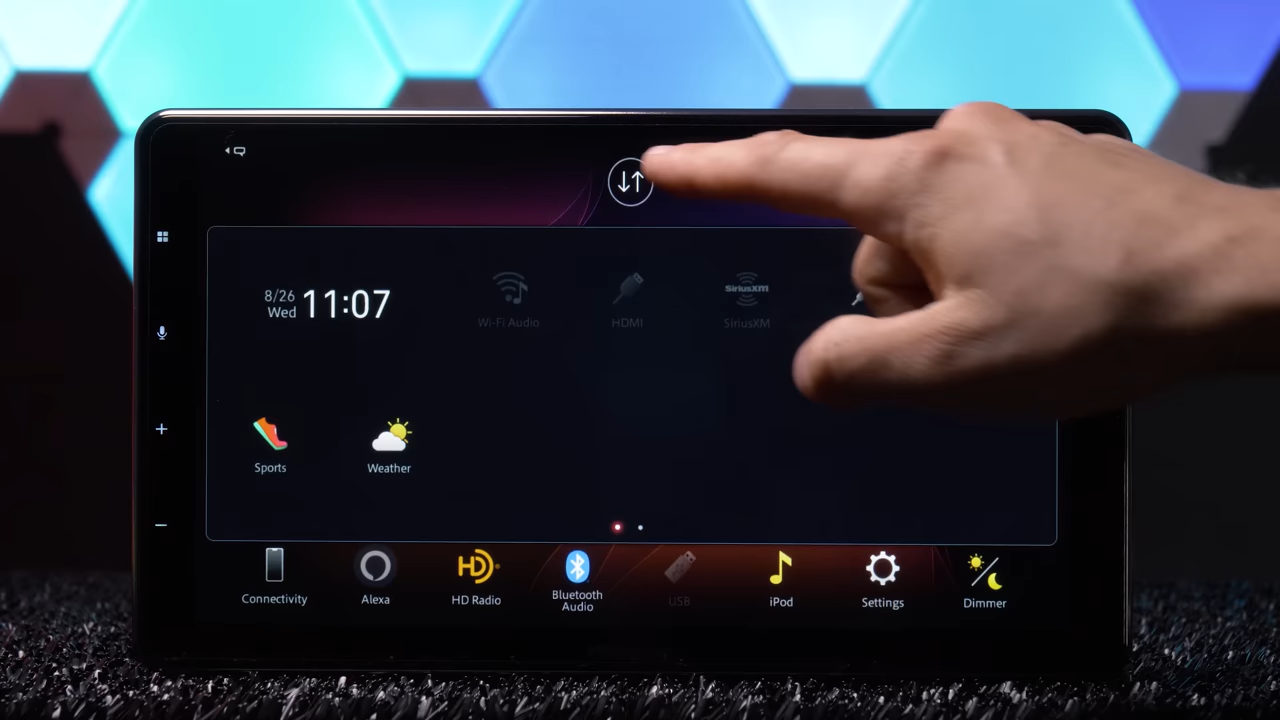 8/26
Wed
11:07
Wi-Fi Audio
HDMI
SiriusXM
SiriusXM
Sports
Weather
Connectivity
Alexa
HD Radio
Bluetooth
Audio
USB
iPod
Settings
Dimmer